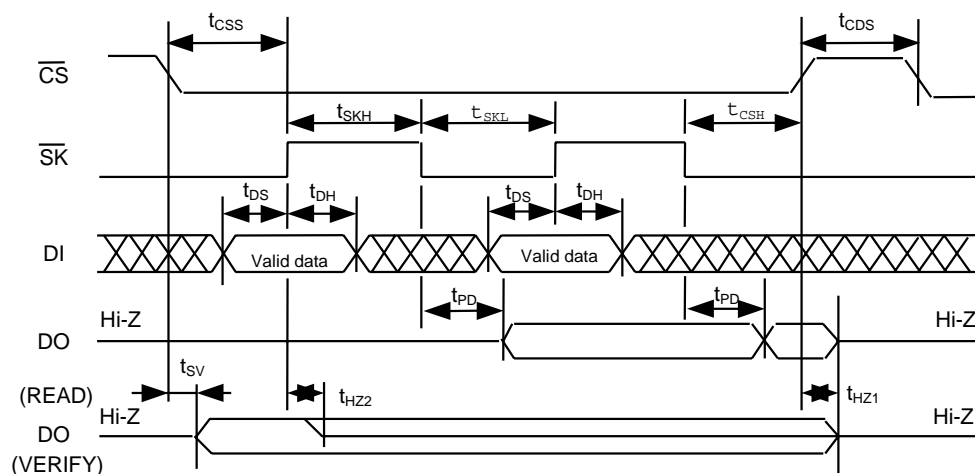 tCSS
tCDS
CS
tSKH
tSKL
tCSH
SK
tDS
tDH
tDS
tDH
DI
Valid data
Valid data
tPD
tPD
Hi-Z
Hi-Z
DO
tSV
(READ)
tHZ2
tHZ1
Hi-Z
Hi-Z
DO
(VERIFY)